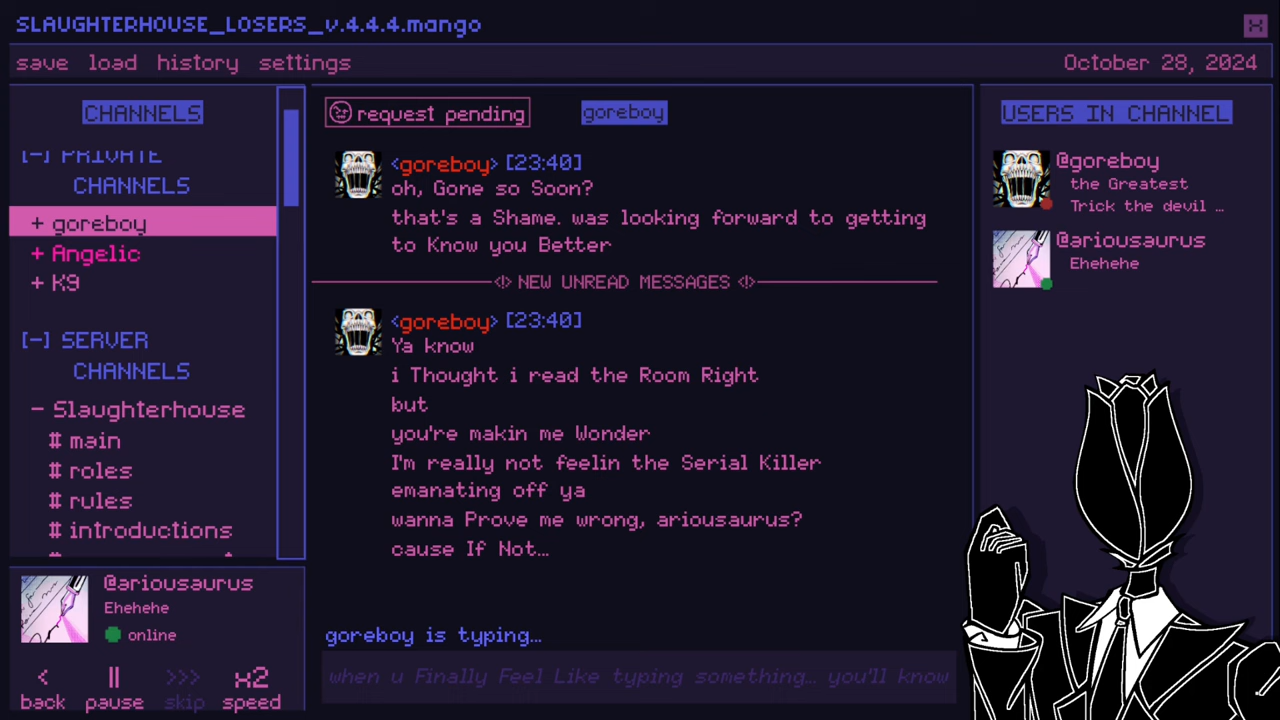 SLAUGHTERHOUSE_LOSERS_v.4.4.4.mango
X
save load history settings
October 28, 2024
CHANNELS
[-] PRIVATE
CHANNELS
+ goreboy
+ Angelic
+ K9
[-] SERVER
CHANNELS
- Slaughterhouse
# main
# roles
# rules
# introductions
@ariousaurus
Ehehehe
online
< || >>> x2
back pause skip speed
request pending
goreboy
<goreboy> [23:40]
oh, Gone so Soon?
that's a Shame. was looking forward to getting
to Know you Better
NEW UNREAD MESSAGES
<goreboy> [23:40]
Ya know
i Thought i read the Room Right
but
you're makin me Wonder
I'm really not feelin the Serial Killer
emanating off ya
wanna Prove me wrong, ariousaurus?
cause If Not…
goreboy is typing…
when u Finally Feel Like typing something… you'll know
USERS IN CHANNEL
@goreboy
the Greatest
Trick the devil …
@ariousaurus
Ehehehe